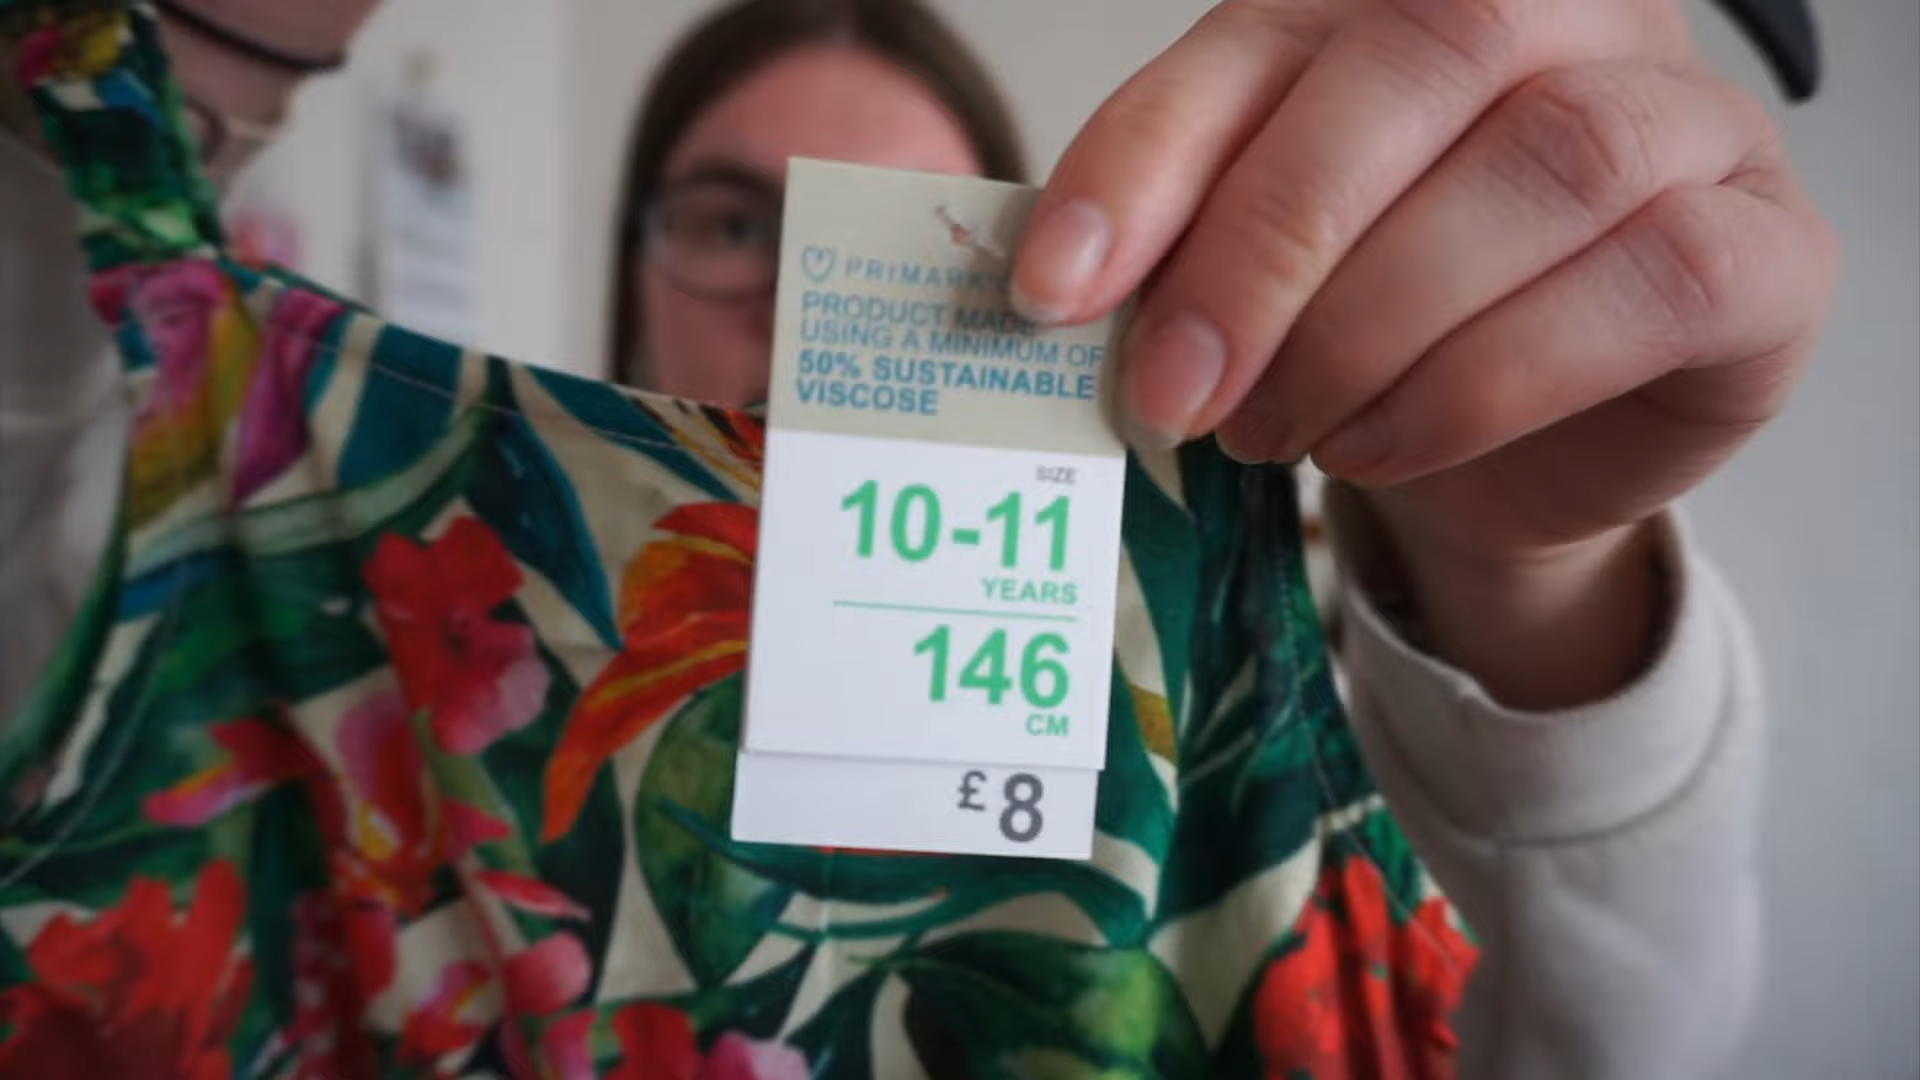 PRIMARK
PRODUCT MADE
USING A MINIMUM OF
50% SUSTAINABLE
VISCOSE
SIZE
10-11
YEARS
146
CM
£8